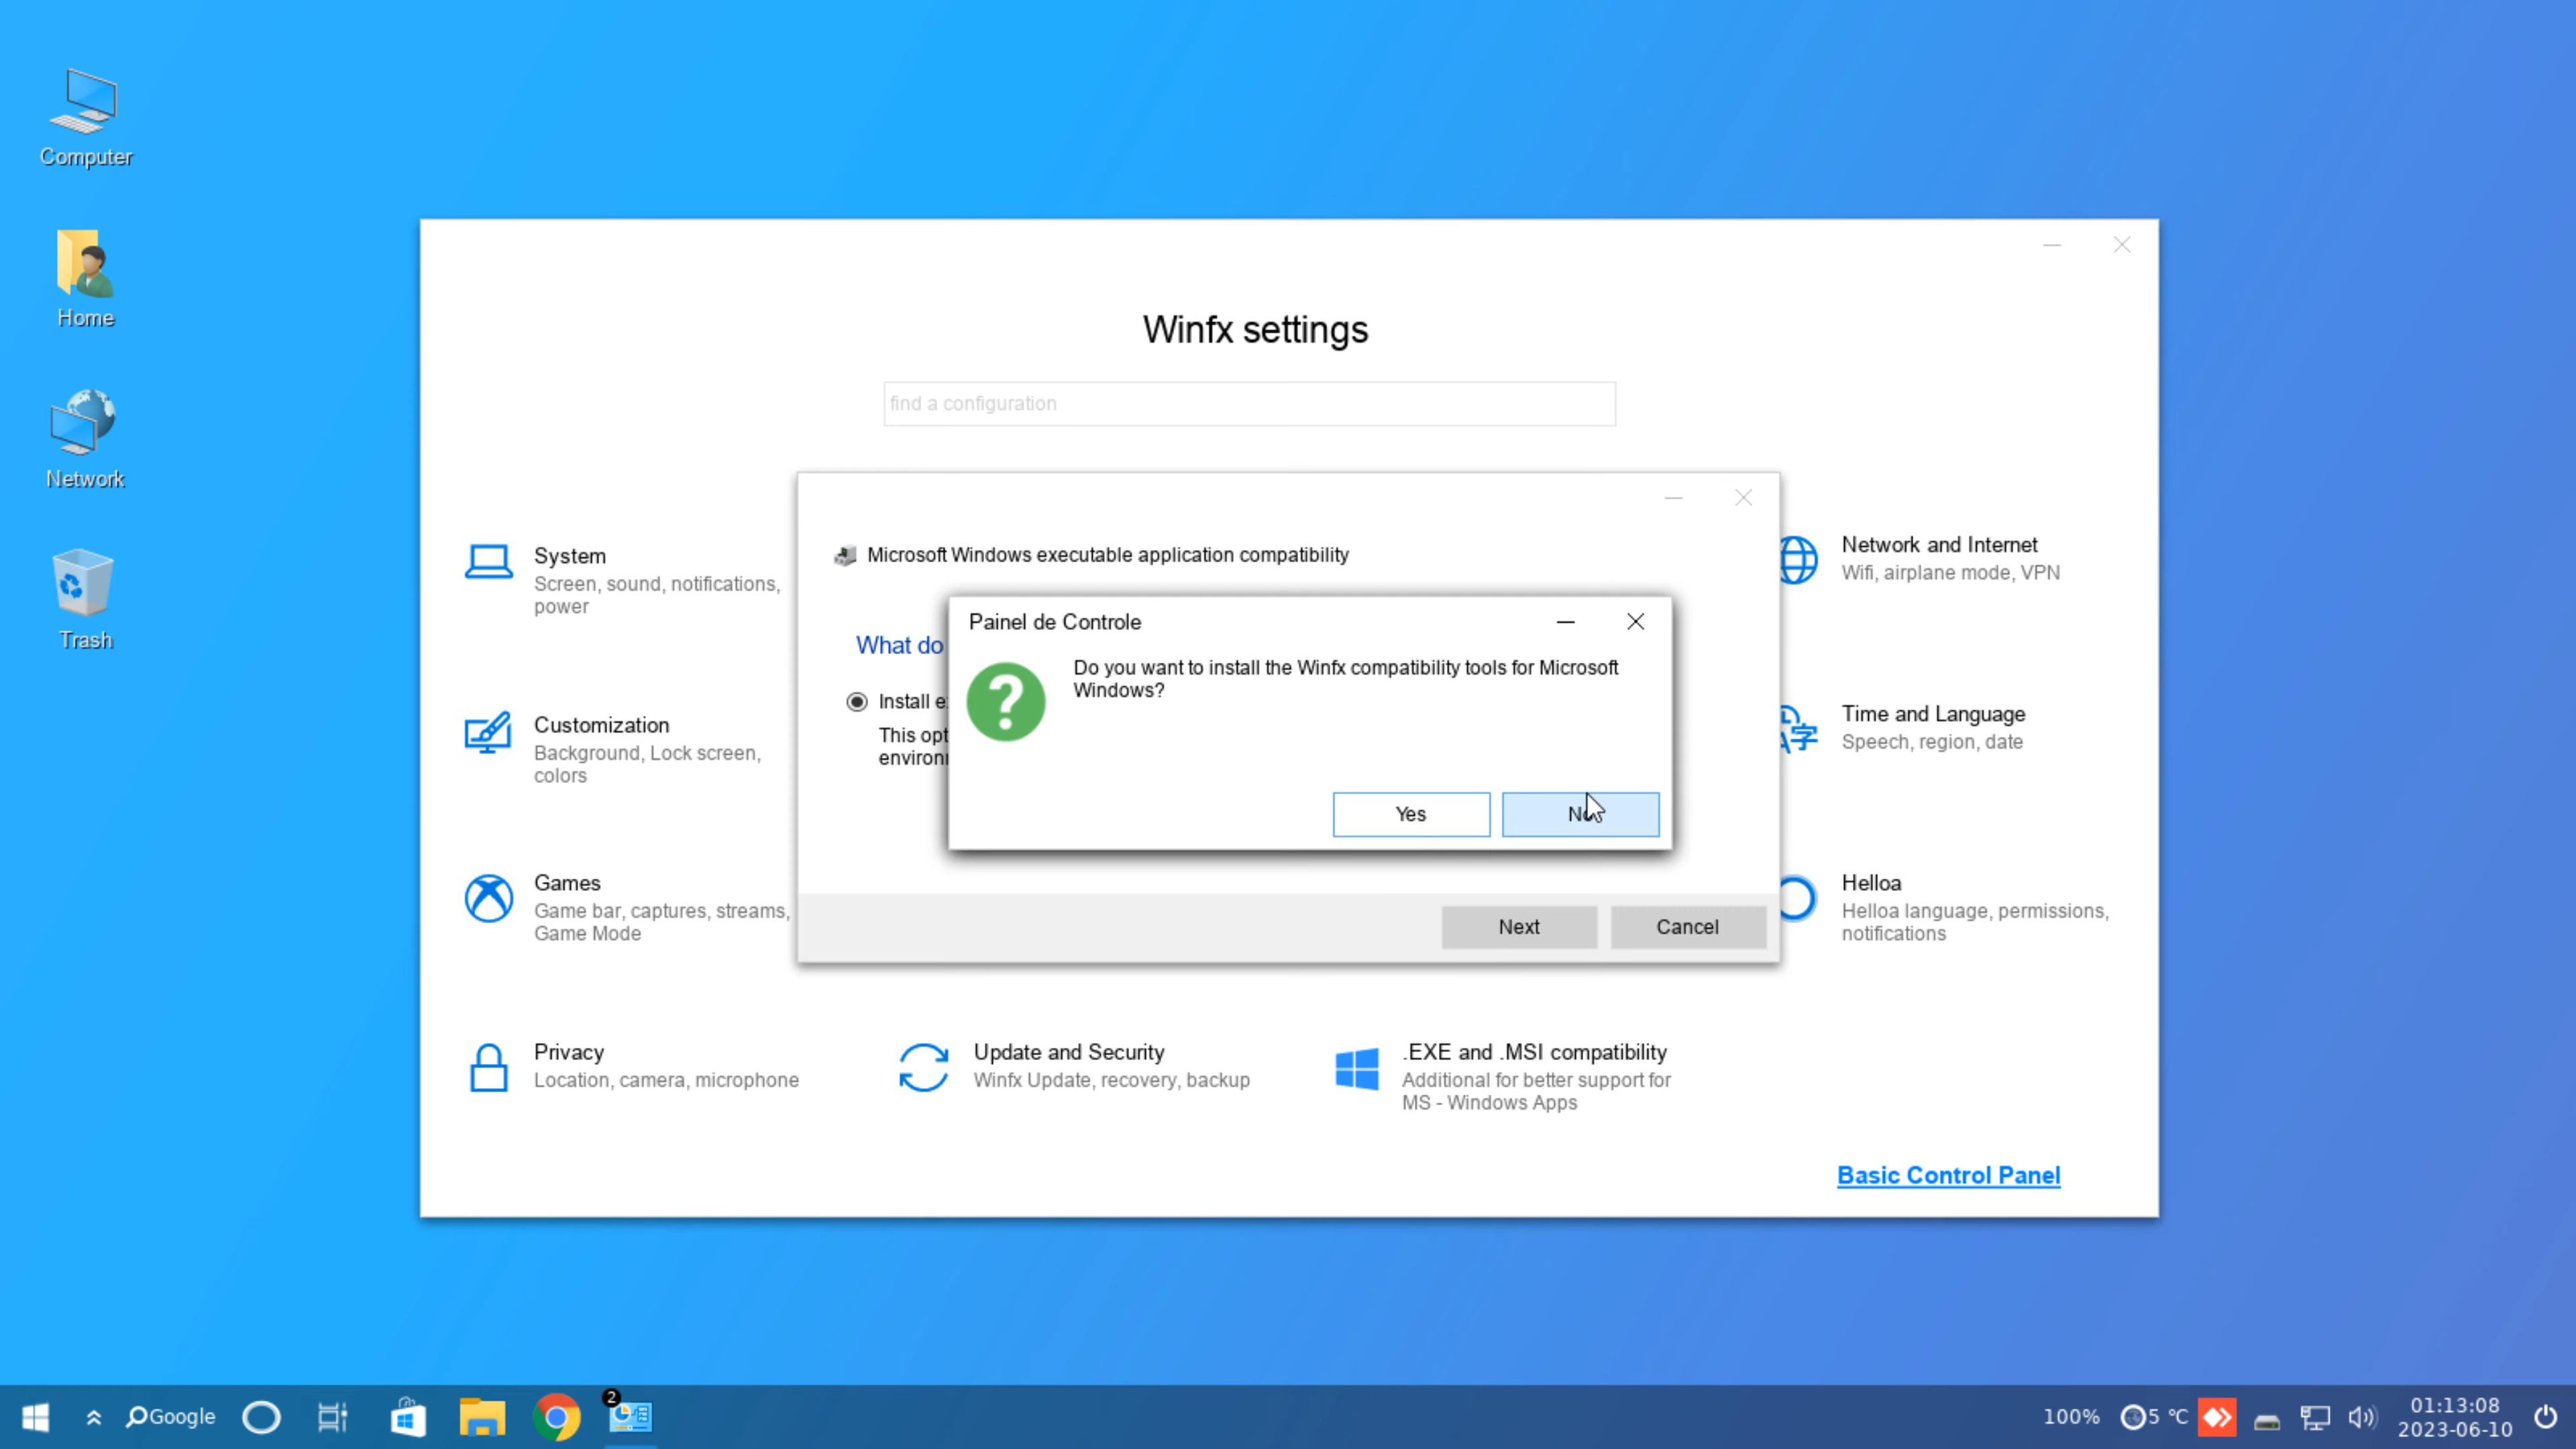 Computer
Home
Network
Trash
Winfx settings
find a configuration
System
Screen, sound, notifications,
power
Customization
Background, Lock screen,
colors
Games
Game bar, captures, streams,
Game Mode
Microsoft Windows executable application compatibility
What do
Install
This
Painel de Controle
Do you want to install the Winfx compatibility tools for Microsoft
Windows?
Yes
No
Next
Cancel
Network and Internet
Wifi, airplane mode, VPN
Time and Language
Speech, region, date
Helloa
Helloa language, permissions,
notifications
Privacy
Location, camera, microphone
Update and Security
Winfx Update, recovery, backup
.EXE and .MSI compatibility
Additional for better support for
MS - Windows Apps
Basic Control Panel
Google
2
100%
5 °C
01:13:08
2023-06-10